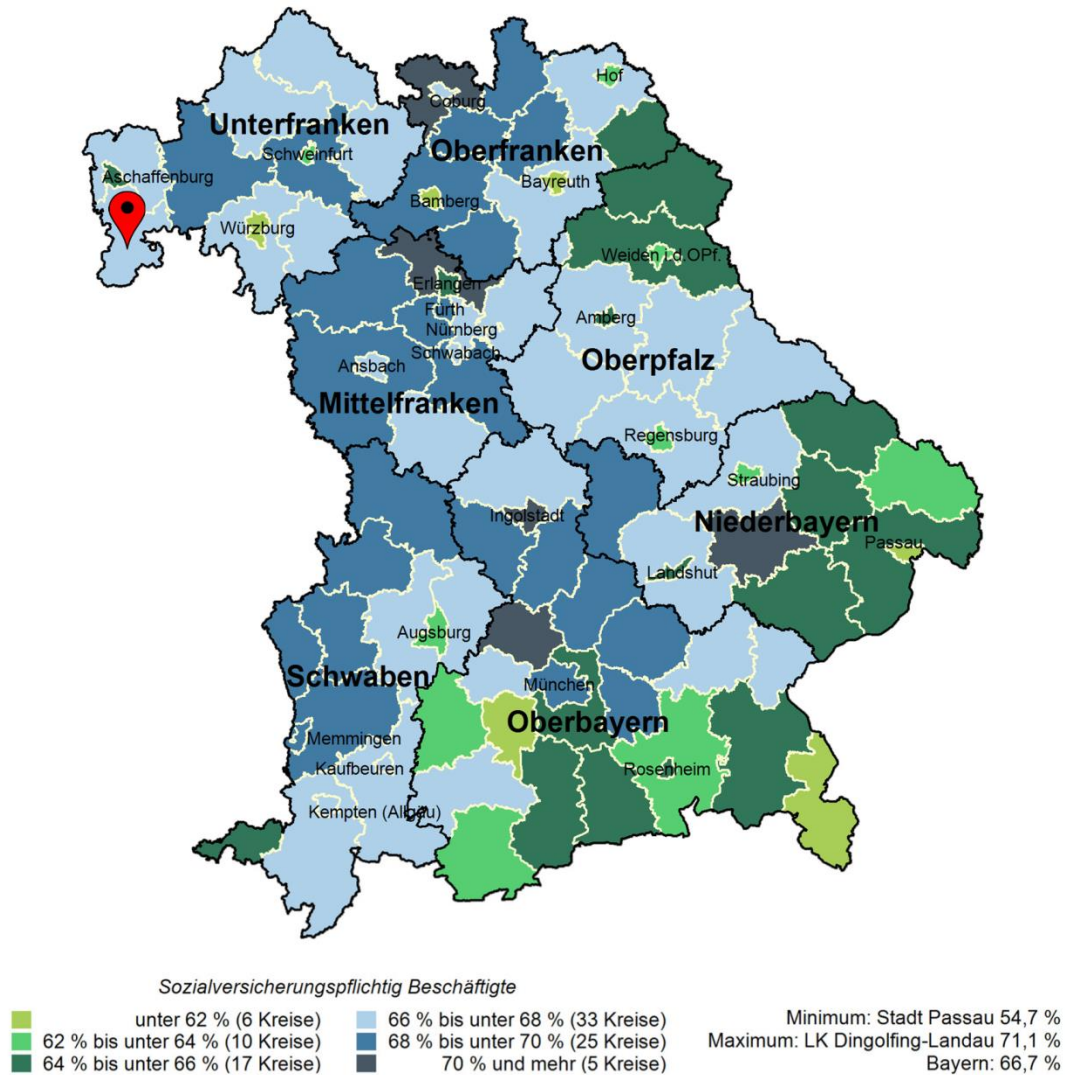 Hof
Coburg
Unterfranken
Oberfranken
Schweinfurt
Aschaffenburg
Bayreuth
Bamberg
Würzburg
Weiden i.d.OPf.
Erlangen
Fürth
Amberg
Nürnberg
Schwabach
Oberpfalz
Ansbach
Mittelfranken
Regensburg
Straubing
Ingolstadt
Niederbayern
Passau
Landshut
Augsburg
Schwaben
München
Oberbayern
Memmingen
Kaufbeuren
Rosenheim
Kempten (Allgäu)
Sozialversicherungspflichtig Beschäftigte
unter 62 % (6 Kreise)
62 % bis unter 64 % (10 Kreise)
64 % bis unter 66 % (17 Kreise)
66 % bis unter 68 % (33 Kreise)
68 % bis unter 70 % (25 Kreise)
70 % und mehr (5 Kreise)
Minimum: Stadt Passau 54,7 %
Maximum: LK Dingolfing-Landau 71,1 %
Bayern: 66,7 %